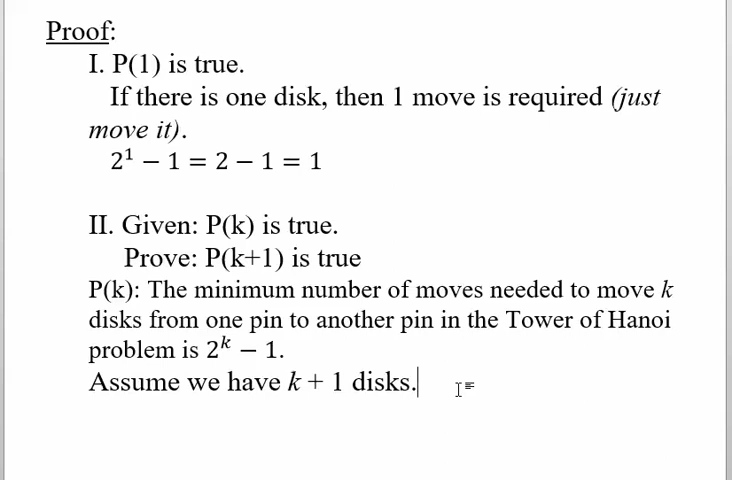 Proof:
I. P(1) is true.
If there is one disk, then 1 move is required (just
move it).
2¹ − 1 = 2 − 1 = 1
II. Given: P(k) is true.
Prove: P(k+1) is true
P(k): The minimum number of moves needed to move k
disks from one pin to another pin in the Tower of Hanoi
problem is 2ᵏ − 1.
Assume we have k + 1 disks.